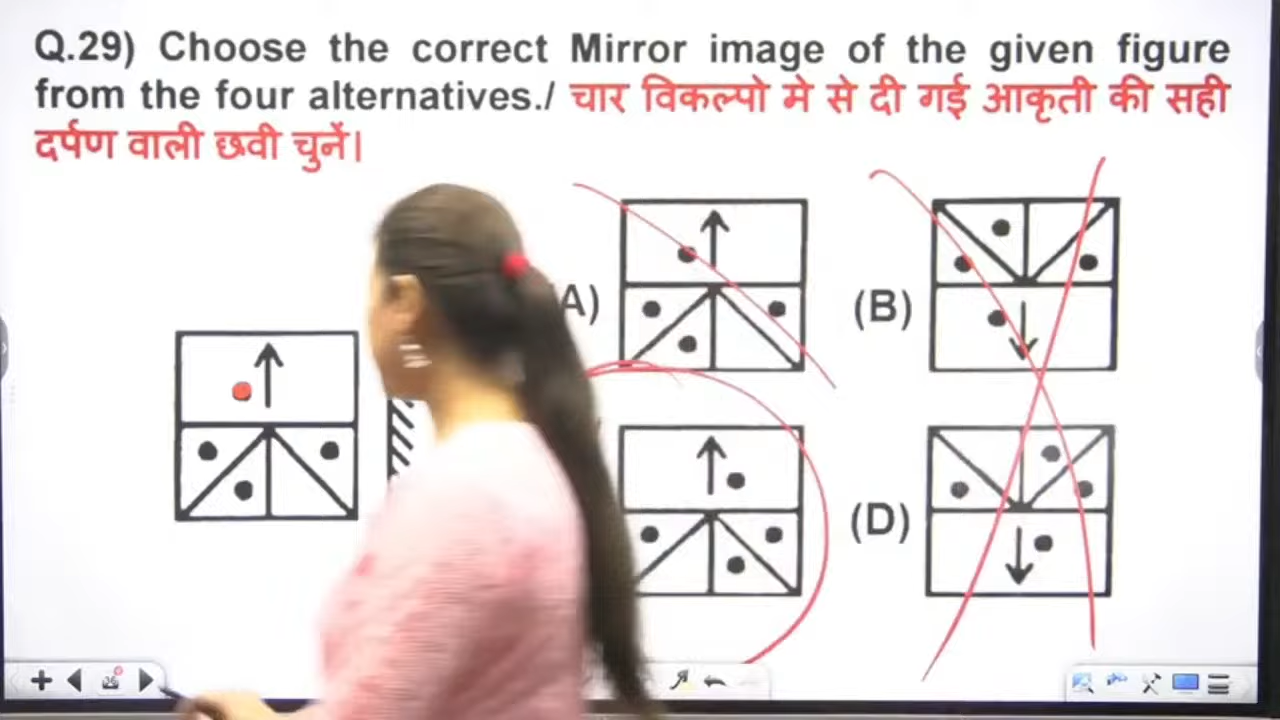 Q.29) Choose the correct Mirror image of the given figure
from the four alternatives./ चार विकल्पो मे से दी गई आकृती की सही
दर्पण वाली छवी चुनें।
A)
(B)
(D)